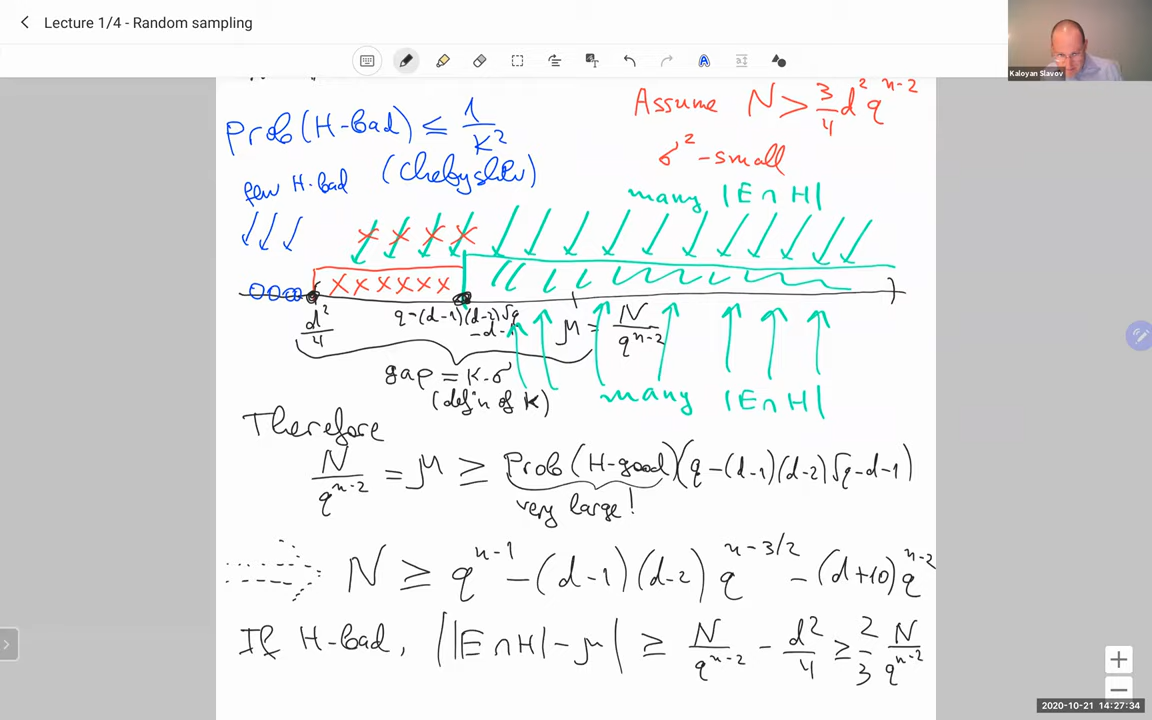 Lecture 1/4 - Random sampling
Kaloyan Slavov
Assume N > 3/4 d² q^{n-2}
Prob(H-bad) ≤ 1/K²
σ² - small
(Chebyshev)
few H-bad
many |E∩H|
d²/4
q-(d-1)(d-2)√q
-d-1
μ = N/q^{n-2}
gap = K·σ
(def'n of K)
many |E∩H|
Therefore
N/q^{n-2} = μ ≥ Prob(H-good)(q-(d-1)(d-2)√q-d-1)
very large!
N ≥ q^{n-1} - (d-1)(d-2) q^{n-3/2} - (d+10)q^{n-2}
If H-bad, ||E∩H|-μ| ≥ N/q^{n-2} - d²/4 ≥ 2/3 N/q^{n-2}
2020-10-21 14:27:34